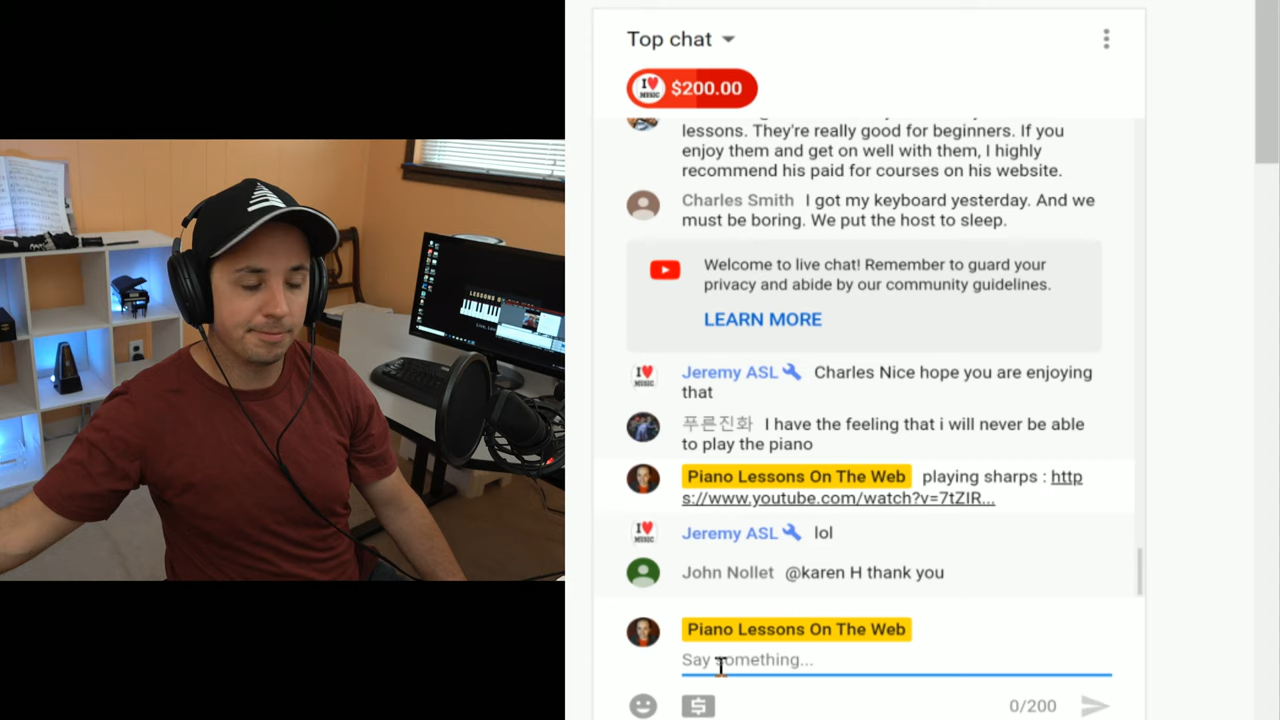 Top chat
I ♥ MUSIC $200.00
lessons. They're really good for beginners. If you
enjoy them and get on well with them, I highly
recommend his paid for courses on his website.
Charles Smith I got my keyboard yesterday. And we
must be boring. We put the host to sleep.
Welcome to live chat! Remember to guard your
privacy and abide by our community guidelines.
LEARN MORE
I ♥ MUSIC Jeremy ASL Charles Nice hope you are enjoying
that
푸른진화 I have the feeling that i will never be able
to play the piano
Piano Lessons On The Web playing sharps : http
s://www.youtube.com/watch?v=7tZIR...
I ♥ MUSIC Jeremy ASL lol
John Nollet @karen H thank you
Piano Lessons On The Web
Say something...
0/200
LESSONS